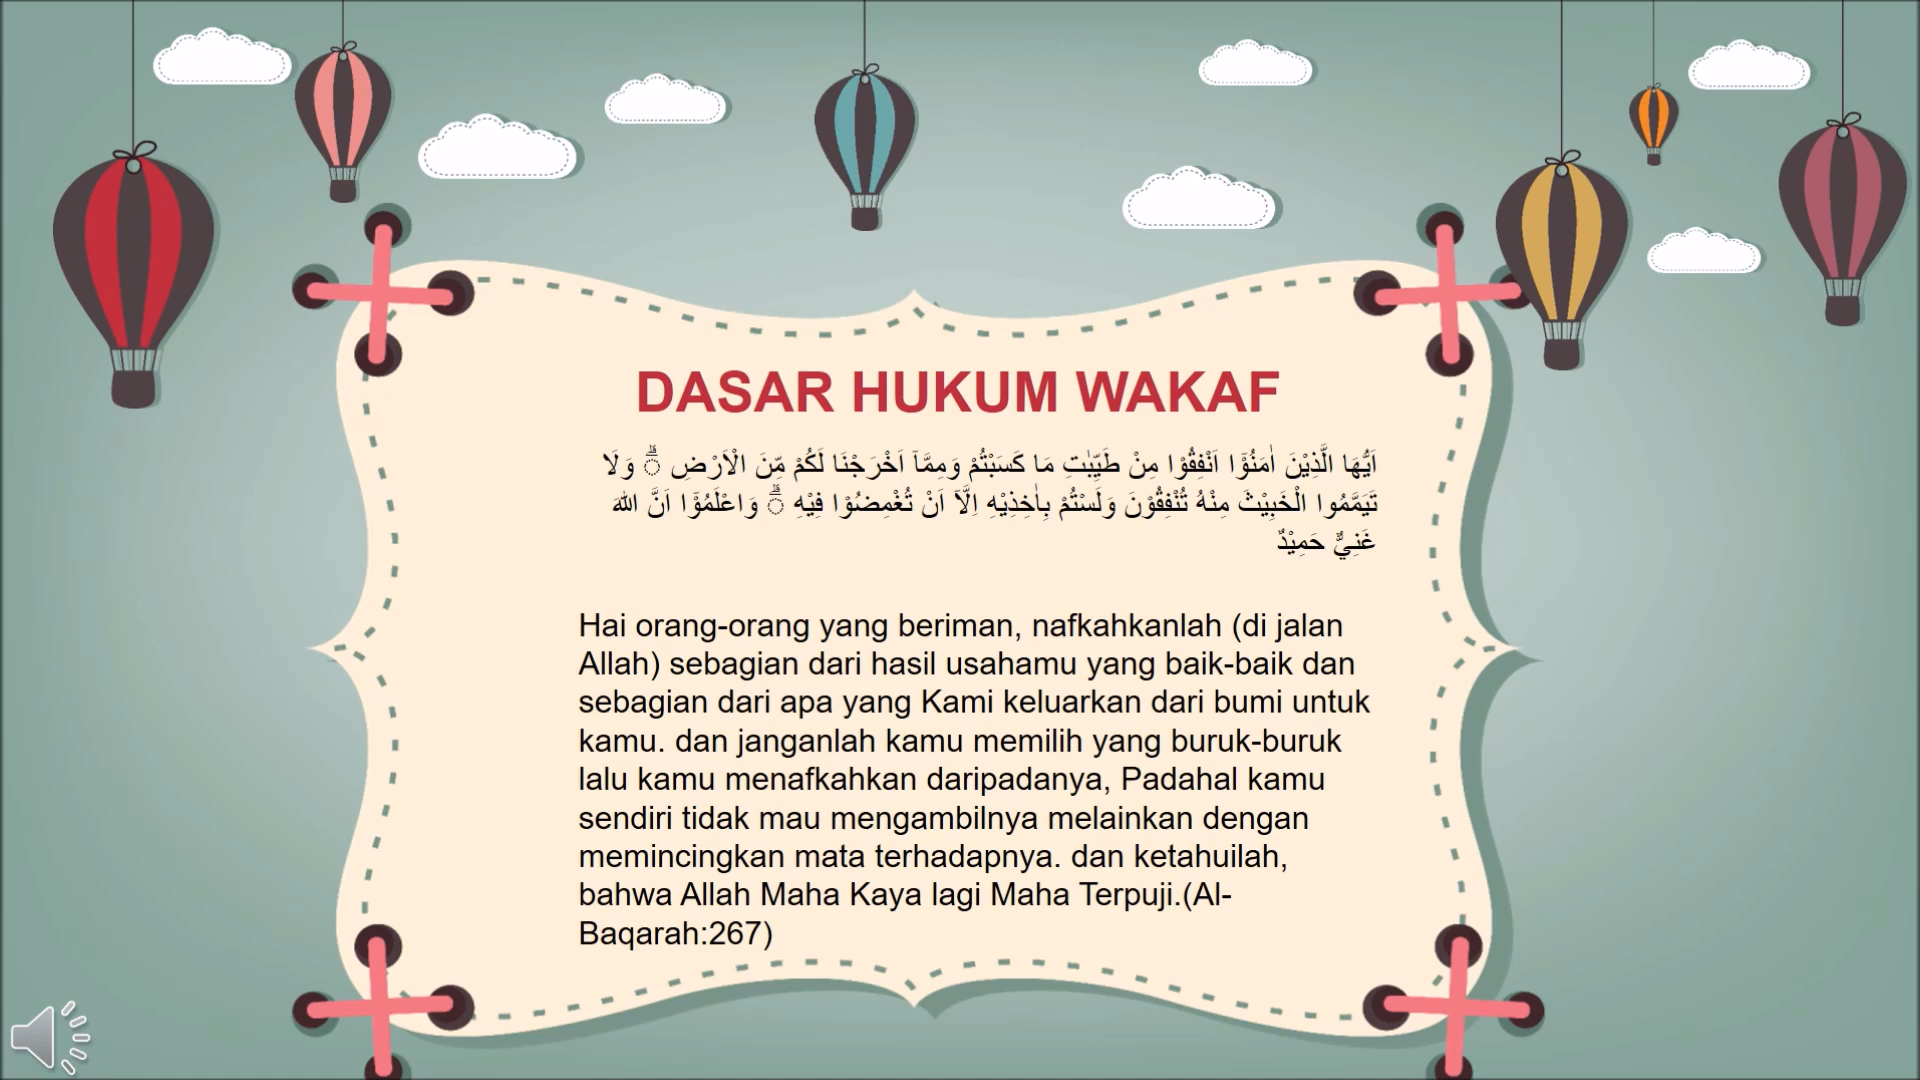 DASAR HUKUM WAKAF
اَيُّهَا الَّذِيْنَ اٰمَنُوْٓا اَنْفِقُوْا مِنْ طَيِّبٰتِ مَا كَسَبْتُمْ وَمِمَّآ اَخْرَجْنَا لَكُمْ مِّنَ الْاَرْضِ ۗ وَلَا
تَيَمَّمُوا الْخَبِيْثَ مِنْهُ تُنْفِقُوْنَ وَلَسْتُمْ بِاٰخِذِيْهِ اِلَّآ اَنْ تُغْمِضُوْا فِيْهِ ۗ وَاعْلَمُوْٓا اَنَّ اللّٰهَ
غَنِيٌّ حَمِيْدٌ
Hai orang-orang yang beriman, nafkahkanlah (di jalan
Allah) sebagian dari hasil usahamu yang baik-baik dan
sebagian dari apa yang Kami keluarkan dari bumi untuk
kamu. dan janganlah kamu memilih yang buruk-buruk
lalu kamu menafkahkan daripadanya, Padahal kamu
sendiri tidak mau mengambilnya melainkan dengan
memincingkan mata terhadapnya. dan ketahuilah,
bahwa Allah Maha Kaya lagi Maha Terpuji.(Al-
Baqarah:267)